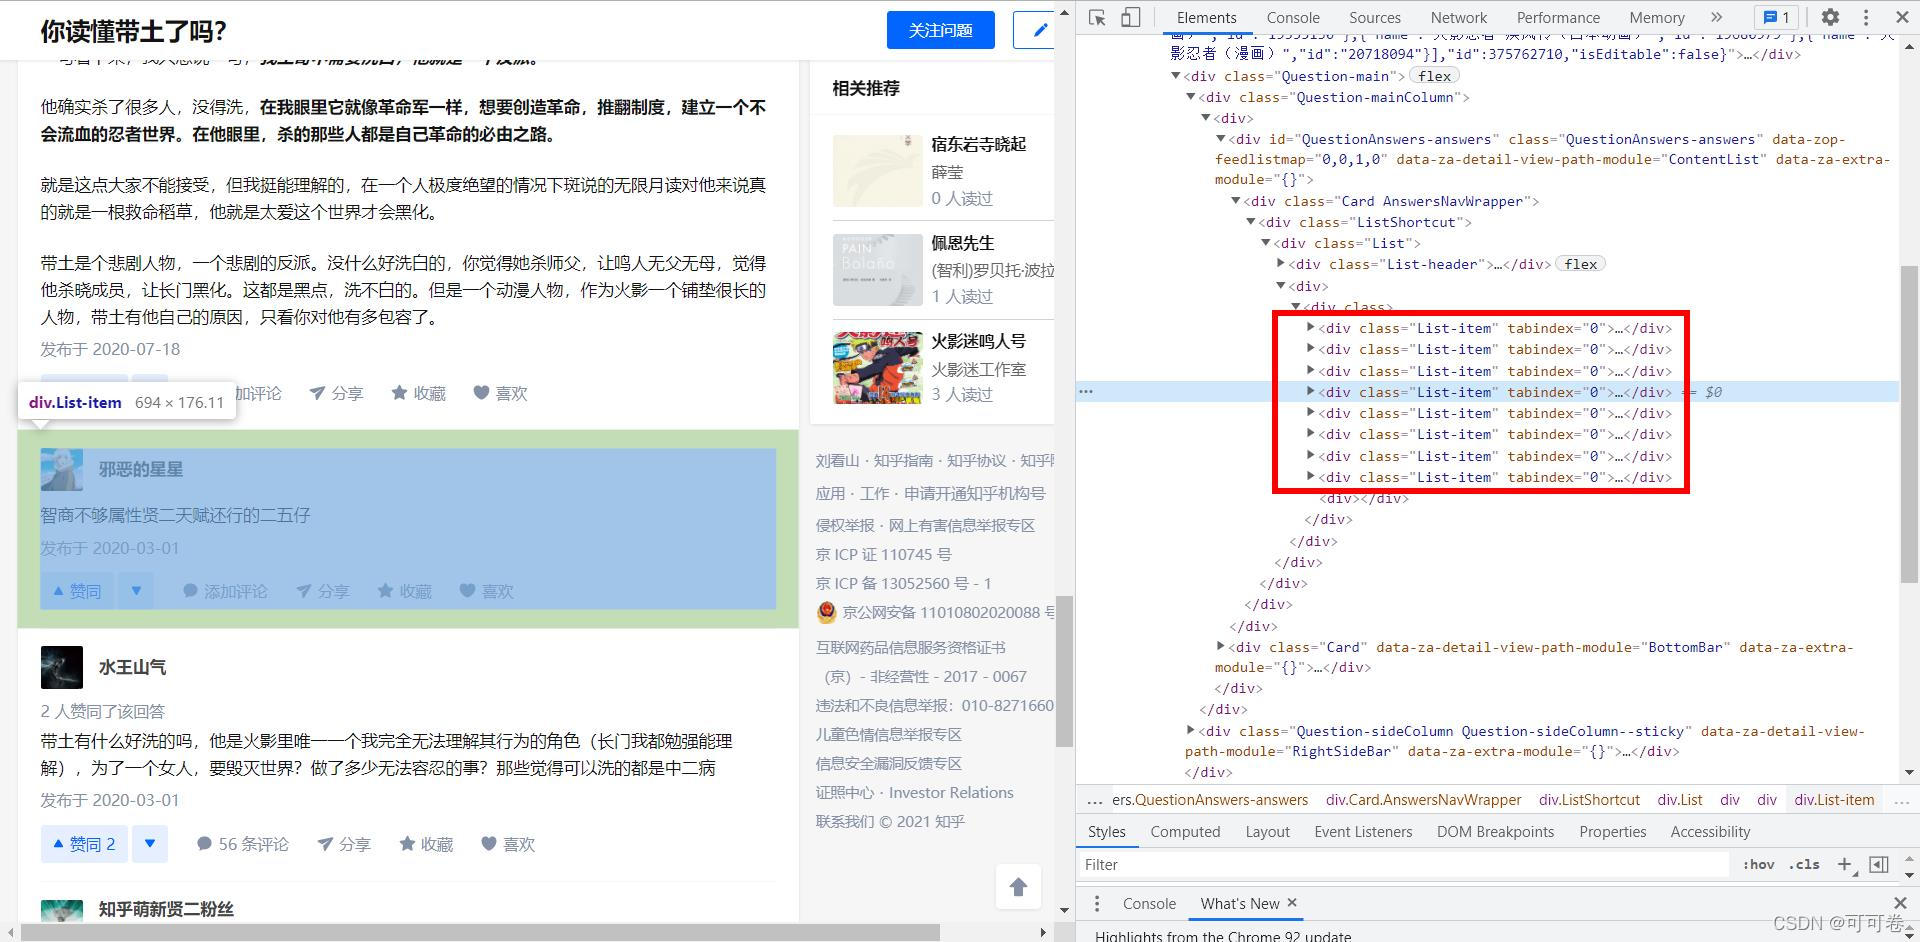 你读懂带土了吗?
关注问题
他确实杀了很多人，没得洗，在我眼里它就像革命军一样，想要创造革命，推翻制度，建立一个不
会流血的忍者世界。在他眼里，杀的那些人都是自己革命的必由之路。
就是这点大家不能接受，但我挺能理解的，在一个人极度绝望的情况下斑说的无限月读对他来说真
的就是一根救命稻草，他就是太爱这个世界才会黑化。
带土是个悲剧人物，一个悲剧的反派。没什么好洗白的，你觉得她杀师父，让鸣人无父无母，觉得
他杀晓成员，让长门黑化。这都是黑点，洗不白的。但是一个动漫人物，作为火影一个铺垫很长的
人物，带土有他自己的原因，只看你对他有多包容了。
发布于 2020-07-18
加评论 分享 收藏 喜欢
div.List-item 694 × 176.11
邪恶的星星
智商不够属性贤二天赋还行的二五仔
发布于 2020-03-01
赞同 添加评论 分享 收藏 喜欢
水王山气
2 人赞同了该回答
带土有什么好洗的吗，他是火影里唯一一个我完全无法理解其行为的角色（长门我都勉强能理
解），为了一个女人，要毁灭世界？做了多少无法容忍的事？那些觉得可以洗的都是中二病
发布于 2020-03-01
赞同 2 56 条评论 分享 收藏 喜欢
知乎萌新贤二粉丝
相关推荐
宿东岩寺晓起
薛莹
0 人读过
PAIN
Bolaño
佩恩先生
(智利)罗贝托·波拉
1 人读过
火影迷鸣人号
火影迷工作室
3 人读过
刘看山 · 知乎指南 · 知乎协议 · 知乎
应用 · 工作 · 申请开通知乎机构号
侵权举报 · 网上有害信息举报专区
京 ICP 证 110745 号
京 ICP 备 13052560 号 - 1
京公网安备 11010802020088 号
互联网药品信息服务资格证书
（京）- 非经营性 - 2017 - 0067
违法和不良信息举报：010-8271660
儿童色情信息举报专区
信息安全漏洞反馈专区
证照中心 · Investor Relations
联系我们 © 2021 知乎
Elements Console Sources Network Performance Memory » 1
影忍者（漫画）","id":"20718094"}],"id":375762710,"isEditable":false}">…</div>
<div class="Question-main"> flex
<div class="Question-mainColumn">
<div>
<div id="QuestionAnswers-answers" class="QuestionAnswers-answers" data-zop-
feedlistmap="0,0,1,0" data-za-detail-view-path-module="ContentList" data-za-extra-
module="{}">
<div class="Card AnswersNavWrapper">
<div class="ListShortcut">
<div class="List">
<div class="List-header">…</div> flex
<div>
<div class>
<div class="List-item" tabindex="0">…</div>
<div class="List-item" tabindex="0">…</div>
<div class="List-item" tabindex="0">…</div>
<div class="List-item" tabindex="0">…</div> == $0
<div class="List-item" tabindex="0">…</div>
<div class="List-item" tabindex="0">…</div>
<div class="List-item" tabindex="0">…</div>
<div class="List-item" tabindex="0">…</div>
<div></div>
</div>
</div>
</div>
</div>
</div>
</div>
<div class="Card" data-za-detail-view-path-module="BottomBar" data-za-extra-
module="{}">…</div>
</div>
</div>
<div class="Question-sideColumn Question-sideColumn--sticky" data-za-detail-view-
path-module="RightSideBar" data-za-extra-module="{}">…</div>
</div>
... ers.QuestionAnswers-answers div.Card.AnswersNavWrapper div.ListShortcut div.List div div div.List-item ...
Styles Computed Layout Event Listeners DOM Breakpoints Properties Accessibility
Filter :hov .cls +
Console What's New ×
Highlights from the Chrome 92 update
CSDN @可可卷